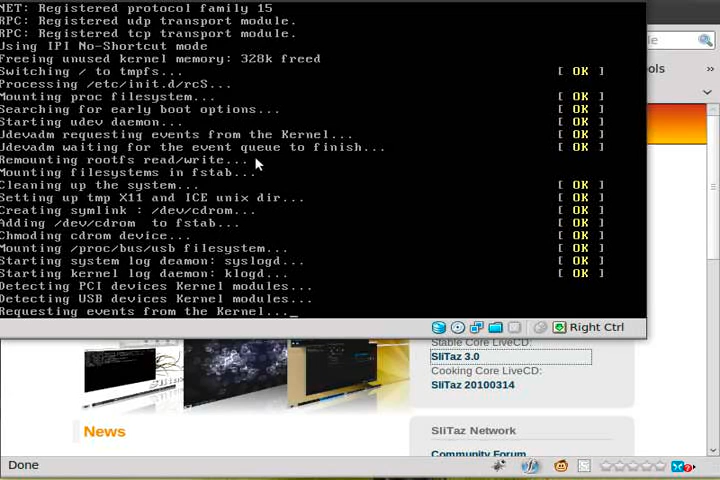 NET: Registered protocol family 15
RPC: Registered udp transport module.
RPC: Registered tcp transport module.
Using IPI No-Shortcut mode
Freeing unused kernel memory: 328k freed
Switching / to tmpfs... [ OK ]
Processing /etc/init.d/rcS...
Mounting proc filesystem... [ OK ]
Searching for early boot options... [ OK ]
Starting udev daemon... [ OK ]
Udevadm requesting events from the Kernel... [ OK ]
Udevadm waiting for the event queue to finish... [ OK ]
Remounting rootfs read/write... [ OK ]
Mounting filesystems in fstab... [ OK ]
Cleaning up the system... [ OK ]
Setting up tmp X11 and ICE unix dir... [ OK ]
Creating symlink : /dev/cdrom... [ OK ]
Adding /dev/cdrom to fstab... [ OK ]
Chmoding cdrom device... [ OK ]
Mounting /proc/bus/usb filesystem... [ OK ]
Starting system log deamon: syslogd... [ OK ]
Starting kernel log daemon: klogd... [ OK ]
Detecting PCI devices Kernel modules...
Detecting USB devices Kernel modules...
Requesting events from the Kernel..._
Right Ctrl
ools
»
Stable Core LiveCD:
SliTaz 3.0
Cooking Core LiveCD:
SliTaz 20100314
News
SliTaz Network
Community Forum
Done